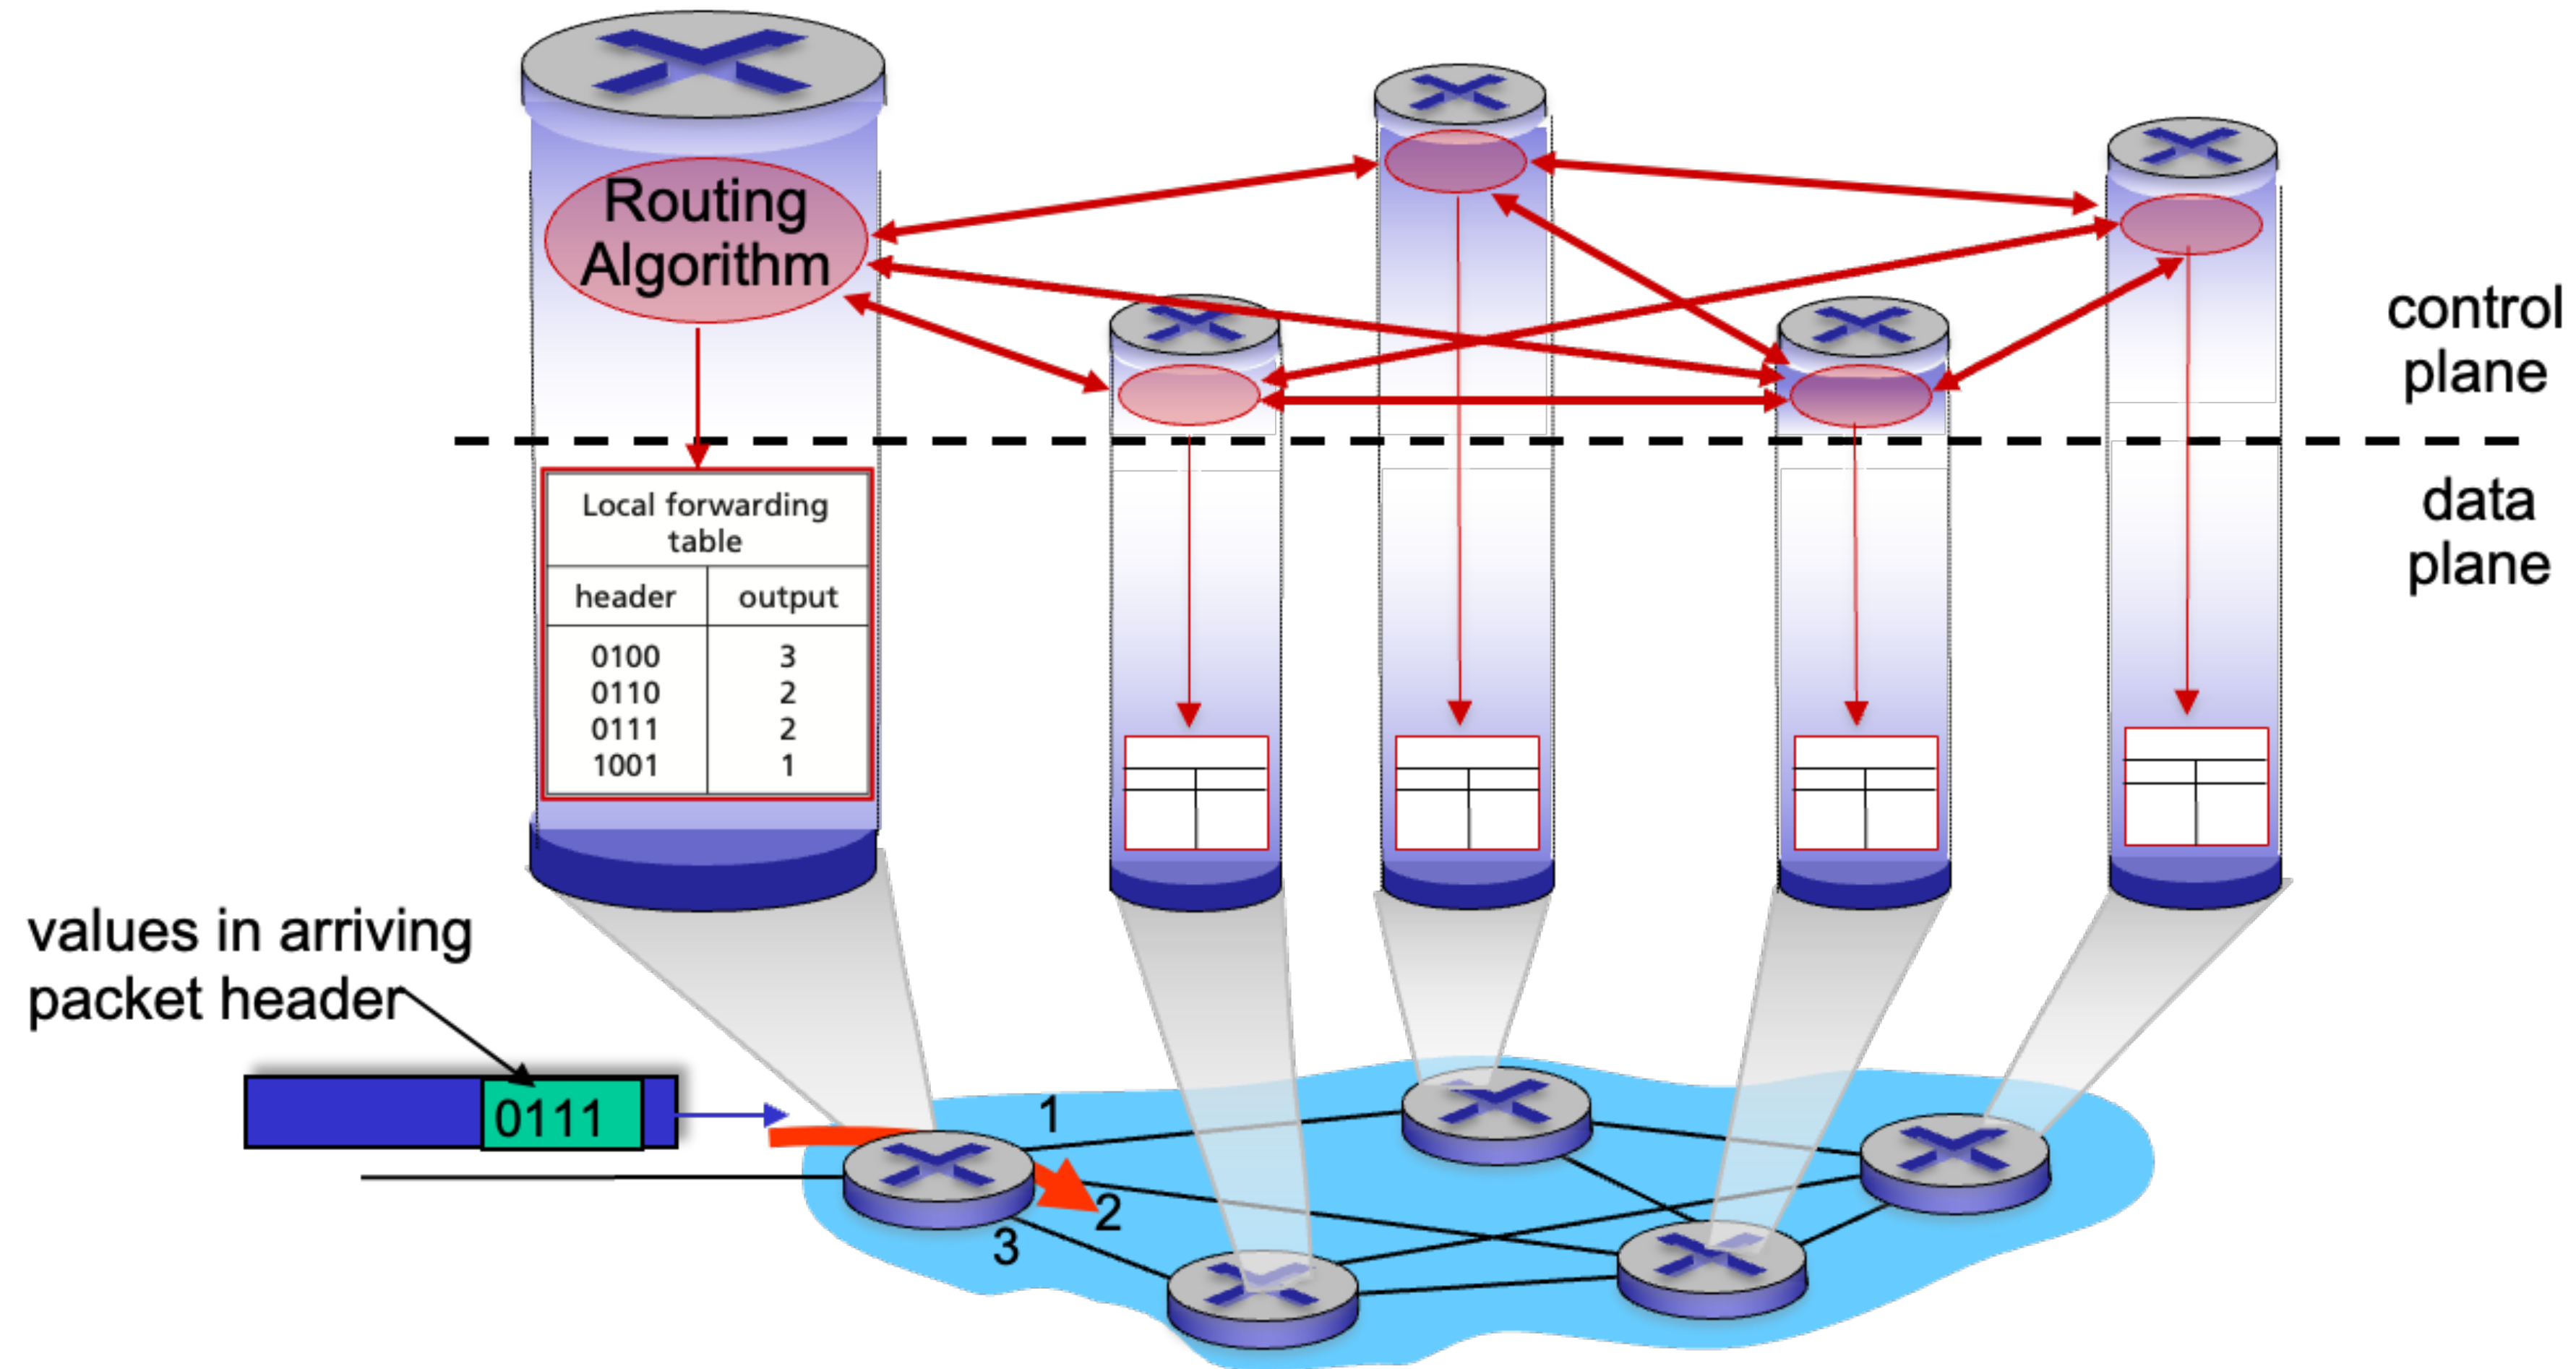 Routing
Algorithm
control
plane
data
plane
Local forwarding
table
header output
0100 3
0110 2
0111 2
1001 1
values in arriving
packet header
0111
1
2
3